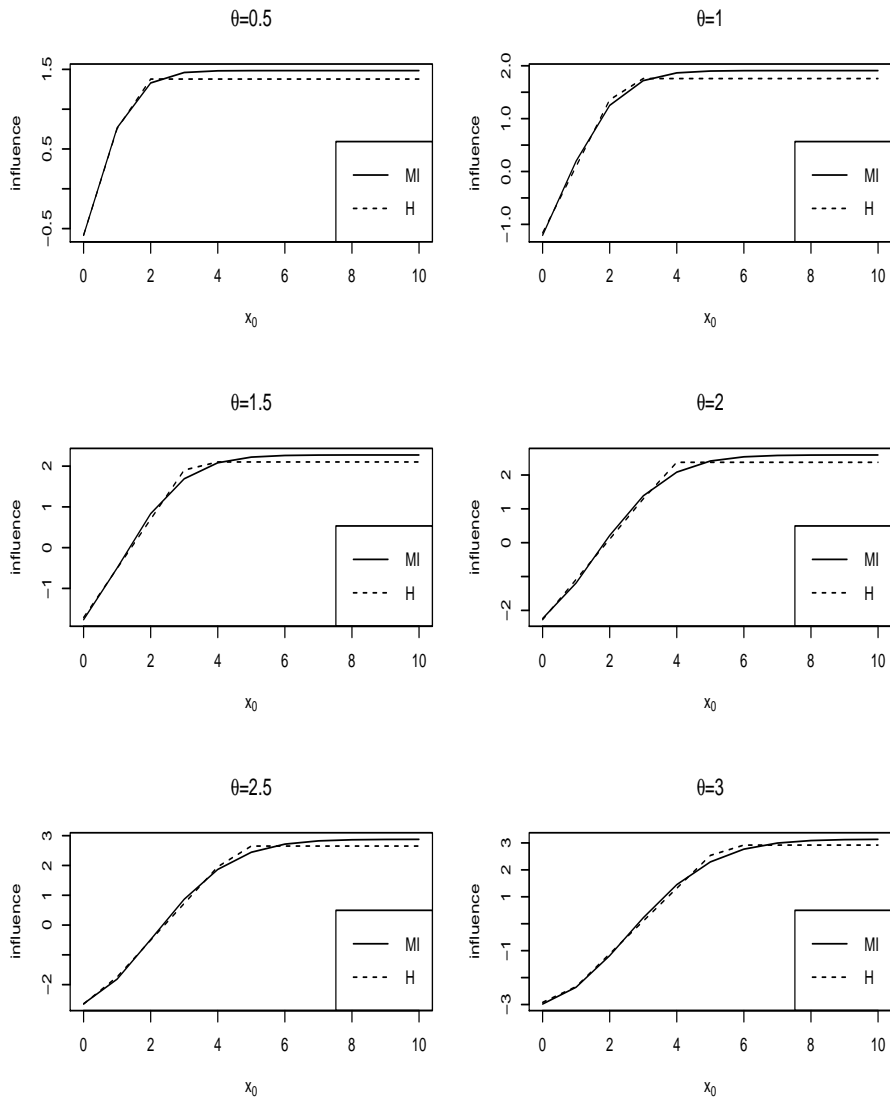 θ=0.5
influence
−0.5 0.5 1.5
MI
H
0 2 4 6 8 10
x₀
θ=1
influence
−1.0 0.0 1.0 2.0
MI
H
0 2 4 6 8 10
x₀
θ=1.5
influence
−1 0 1 2
MI
H
0 2 4 6 8 10
x₀
θ=2
influence
−2 0 1 2
MI
H
0 2 4 6 8 10
x₀
θ=2.5
influence
−2 0 1 2 3
MI
H
0 2 4 6 8 10
x₀
θ=3
influence
−3 −1 1 2 3
MI
H
0 2 4 6 8 10
x₀